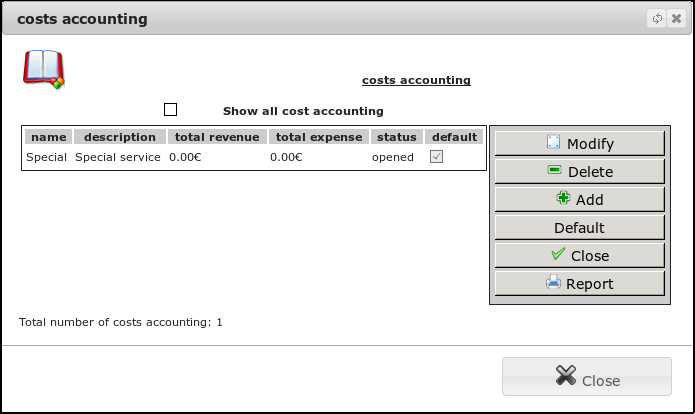 costs accounting
costs accounting
Show all cost accounting
name description total revenue total expense status default
Special Special service 0.00€ 0.00€ opened
Modify
Delete
Add
Default
Close
Report
Total number of costs accounting: 1
Close